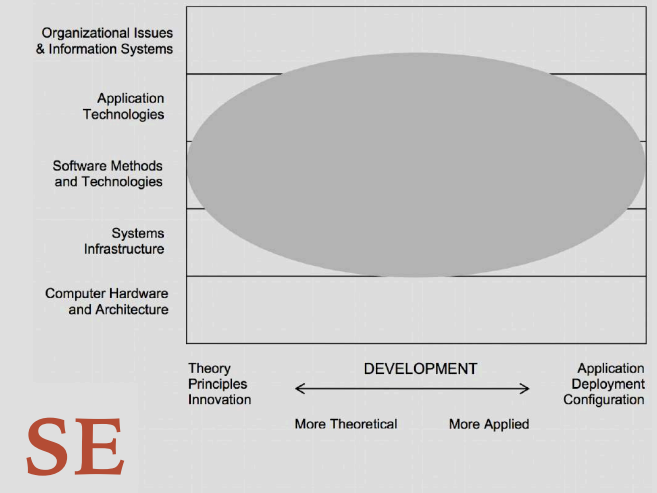 Organizational Issues
& Information Systems
Application
Technologies
Software Methods
and Technologies
Systems
Infrastructure
Computer Hardware
and Architecture
Theory
Principles
Innovation
DEVELOPMENT
Application
Deployment
Configuration
More Theoretical
More Applied
SE